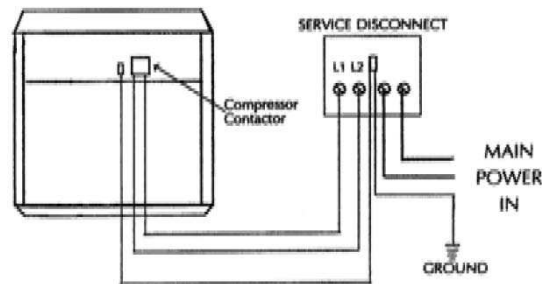 SERVICE DISCONNECT
L1 L2
Compressor
Contactor
MAIN
POWER
IN
GROUND